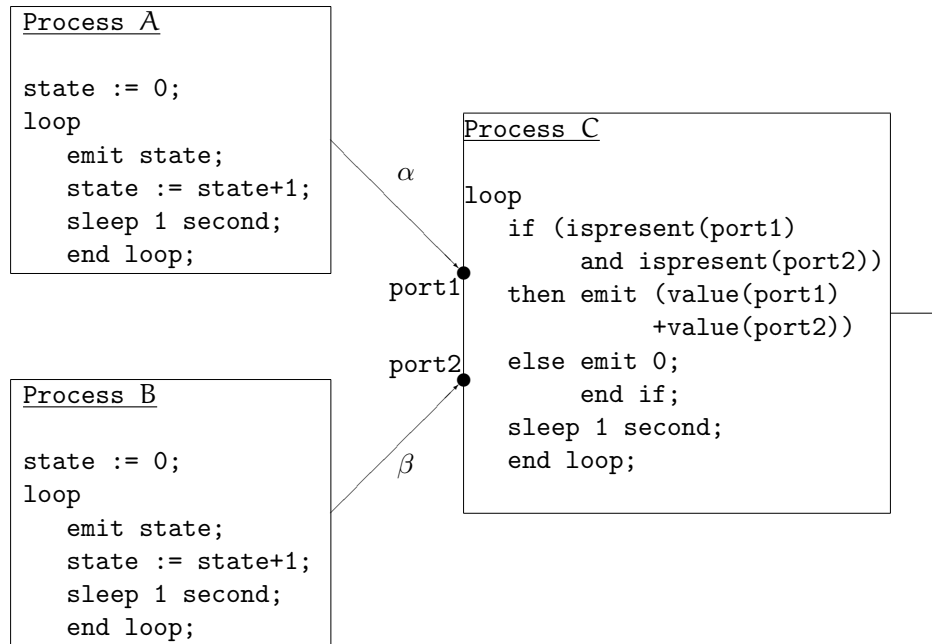 Process A
state := 0;
loop
emit state;
state := state+1;
sleep 1 second;
end loop;
α
port1
port2
β
Process B
state := 0;
loop
emit state;
state := state+1;
sleep 1 second;
end loop;
Process C
loop
if (ispresent(port1)
and ispresent(port2))
then emit (value(port1)
+value(port2))
else emit 0;
end if;
sleep 1 second;
end loop;